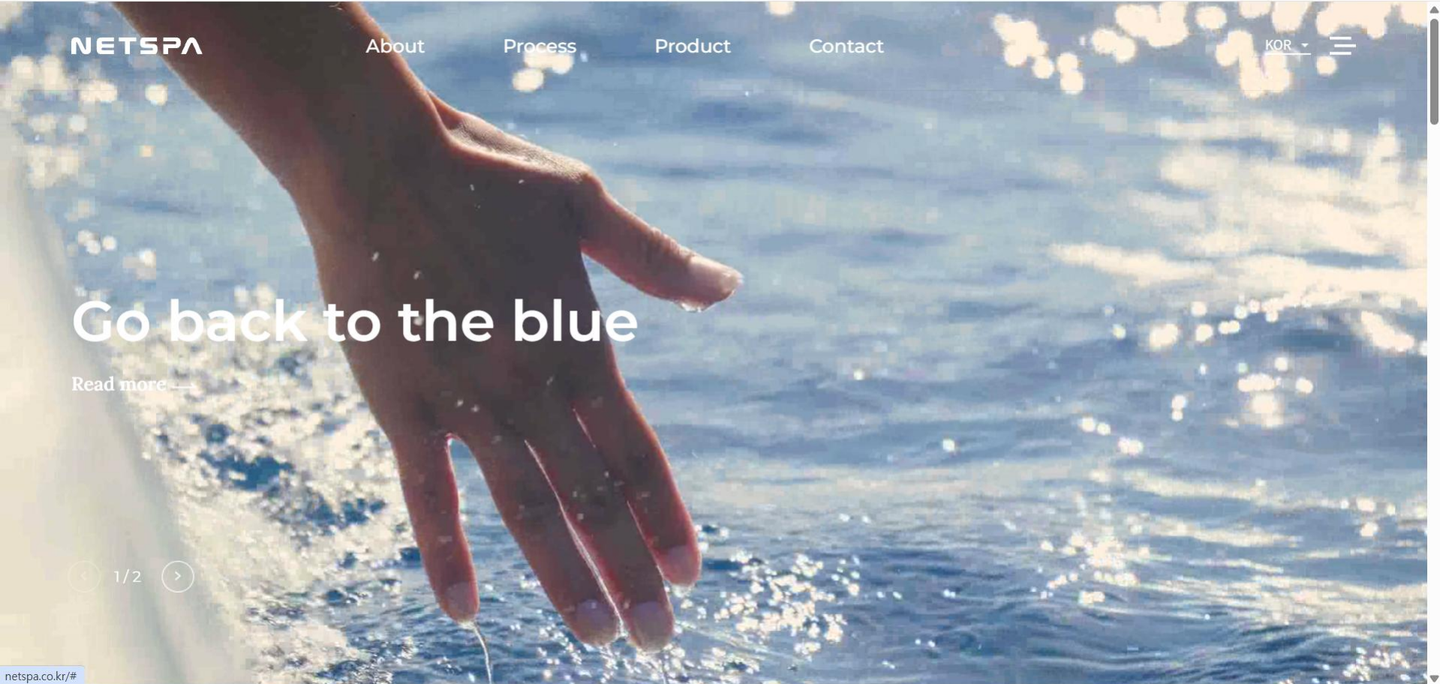 NETSPA
About
Process
Product
Contact
KOR
Go back to the blue
Read more
1/2
netspa.co.kr/#